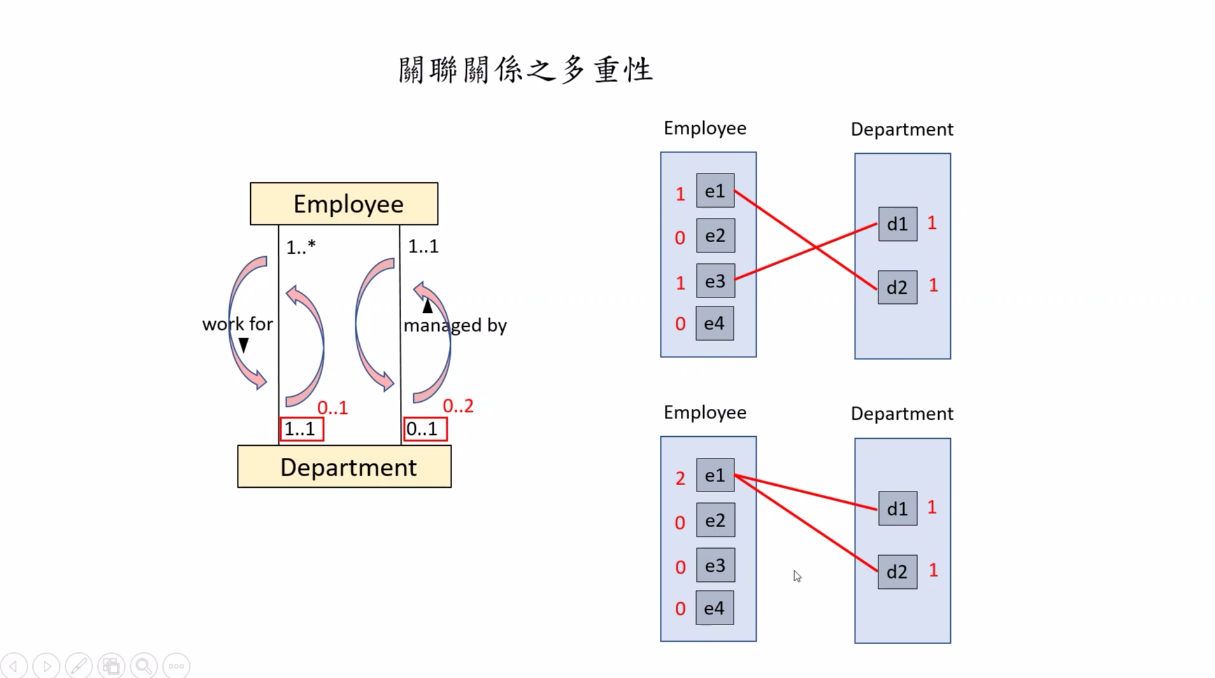 關聯關係之多重性
Employee
1..*
1..1
work for
managed by
0..1
0..2
1..1
0..1
Department
Employee
Department
1 e1
0 e2
1 e3
0 e4
d1 1
d2 1
Employee
Department
2 e1
0 e2
0 e3
0 e4
d1 1
d2 1